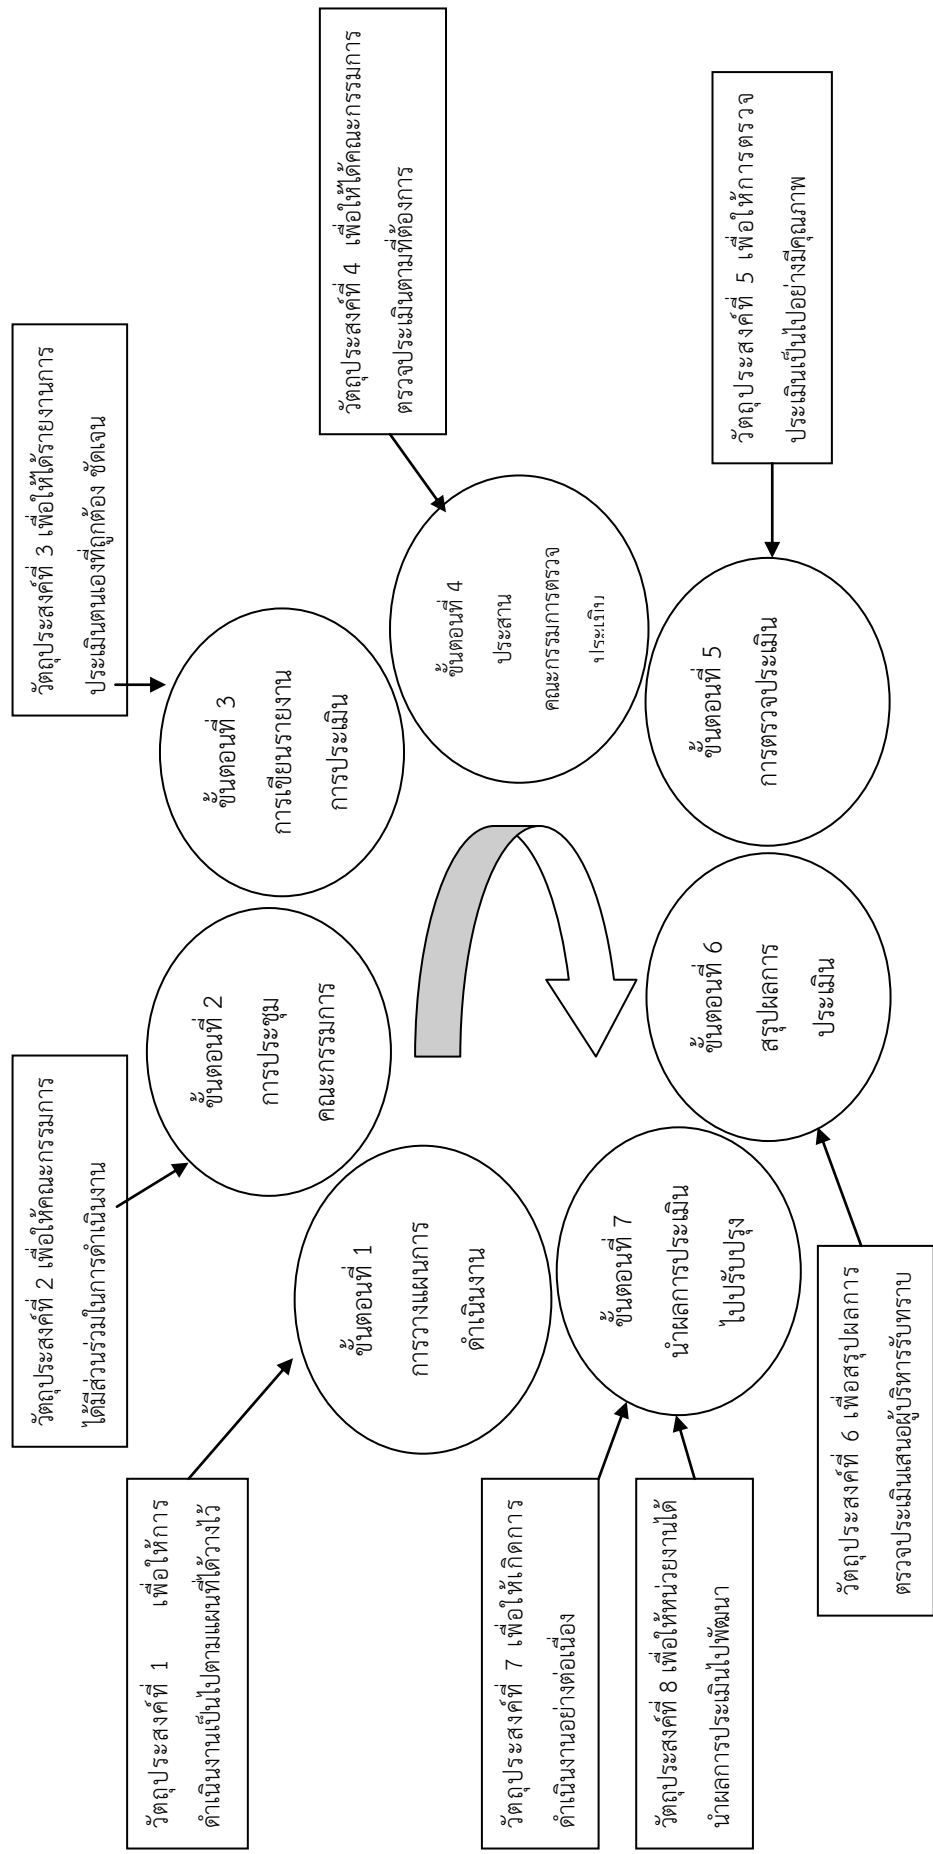 วัตถุประสงค์ที่ 1 เพื่อให้การ
ดำเนินงานเป็นไปตามแผนที่ได้วางไว้
วัตถุประสงค์ที่ 2 เพื่อให้คณะกรรมการ
ได้มีส่วนร่วมในการดำเนินงาน
วัตถุประสงค์ที่ 3 เพื่อให้ได้รายงานการ
ประเมินตนเองที่ถูกต้อง ชัดเจน
วัตถุประสงค์ที่ 4 เพื่อให้ได้คณะกรรมการ
ตรวจประเมินตามที่ต้องการ
วัตถุประสงค์ที่ 5 เพื่อให้การตรวจ
ประเมินเป็นไปอย่างมีคุณภาพ
ขั้นตอนที่ 1
การวางแผนการ
ดำเนินงาน
ขั้นตอนที่ 2
การประชุม
คณะกรรมการ
ขั้นตอนที่ 3
การเขียนรายงาน
การประเมิน
ขั้นตอนที่ 4
ประสาน
คณะกรรมการตรวจ
ประเมิน
ขั้นตอนที่ 5
การตรวจประเมิน
ขั้นตอนที่ 6
สรุปผลการ
ประเมิน
ขั้นตอนที่ 7
นำผลการประเมิน
ไปปรับปรุง
วัตถุประสงค์ที่ 7 เพื่อให้เกิดการ
ดำเนินงานอย่างต่อเนื่อง
วัตถุประสงค์ที่ 8 เพื่อให้หน่วยงานได้
นำผลการประเมินไปพัฒนา
วัตถุประสงค์ที่ 6 เพื่อสรุปผลการ
ตรวจประเมินเสนอผู้บริหารรับทราบ